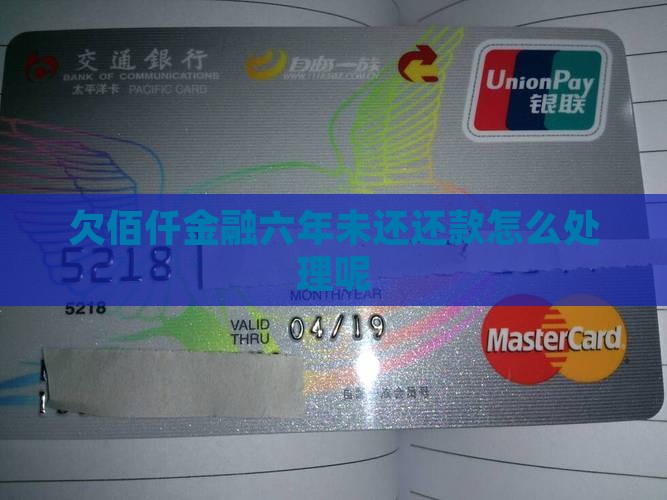 交通銀行
BANK OF COMMUNICATIONS
太平洋卡 PACIFIC CARD
自由一族
UnionPay
银联
欠佰仟金融六年未还还款怎么处
理呢
5218
MONTH/YEAR
5218
VALID
THRU
04/19
MasterCard